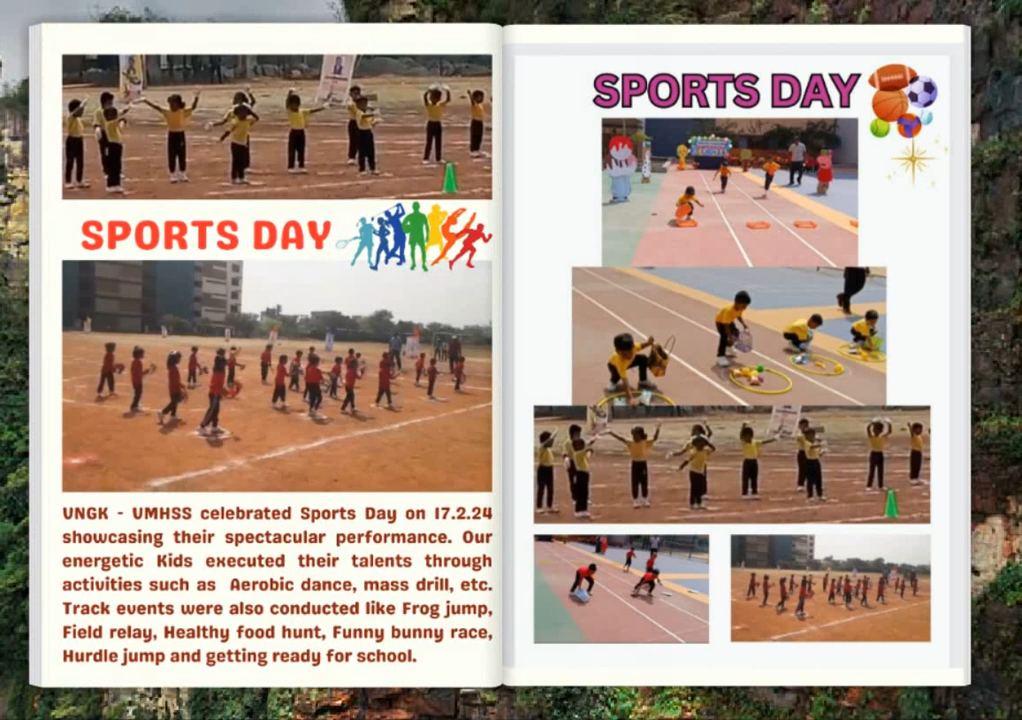 SPORTS DAY
VNGK - VMHSS celebrated Sports Day on 17.2.24
showcasing their spectacular performance. Our
energetic Kids executed their talents through
activities such as Aerobic dance, mass drill, etc.
Track events were also conducted like Frog jump,
Field relay, Healthy food hunt, Funny bunny race,
Hurdle jump and getting ready for school.
SPORTS DAY